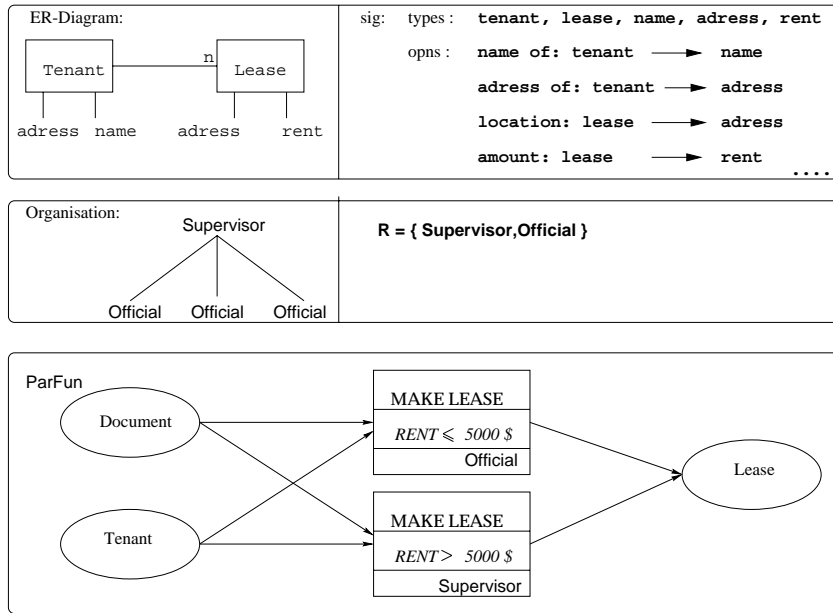 ER-Diagram:
Tenant
n
Lease
adress name
adress
rent
sig: types : tenant, lease, name, adress, rent
opns : name of: tenant name
adress of: tenant adress
location: lease adress
amount: lease rent
....
Organisation:
Supervisor
Official Official Official
R = { Supervisor,Official }
ParFun
Document
Tenant
MAKE LEASE
RENT ⩽ 5000 $
Official
MAKE LEASE
RENT > 5000 $
Supervisor
Lease